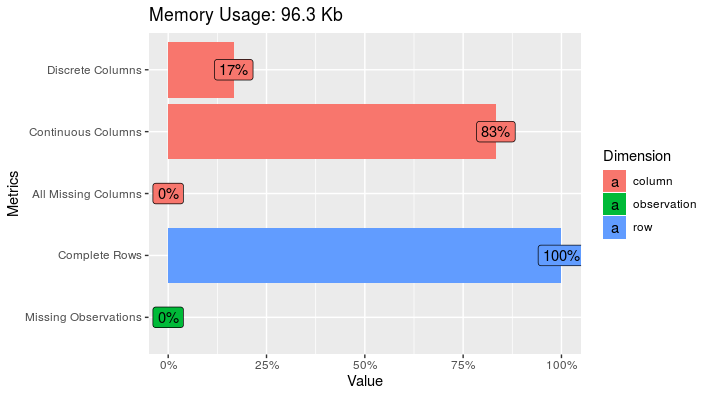 Memory Usage: 96.3 Kb
Metrics
Discrete Columns
17%
Continuous Columns
83%
All Missing Columns
0%
Complete Rows
100%
Missing Observations
0%
0%
25%
50%
75%
100%
Value
Dimension
a column
a observation
a row